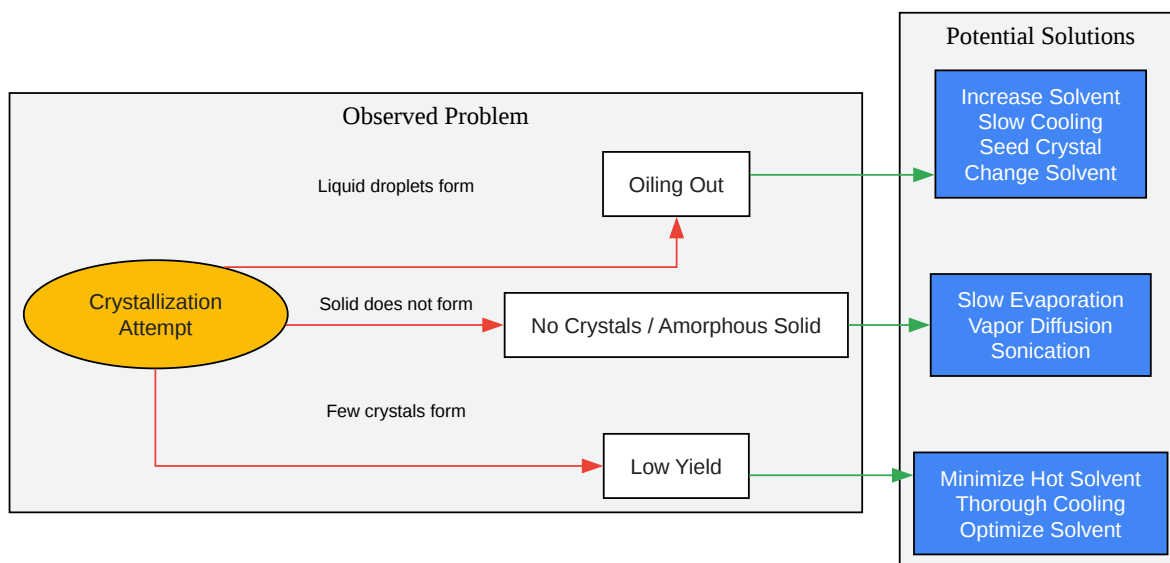 Potential Solutions
Observed Problem
Increase Solvent
Slow Cooling
Seed Crystal
Change Solvent
Liquid droplets form
Oiling Out
Crystallization
Attempt
Solid does not form
No Crystals / Amorphous Solid
Slow Evaporation
Vapor Diffusion
Sonication
Few crystals form
Low Yield
Minimize Hot Solvent
Thorough Cooling
Optimize Solvent